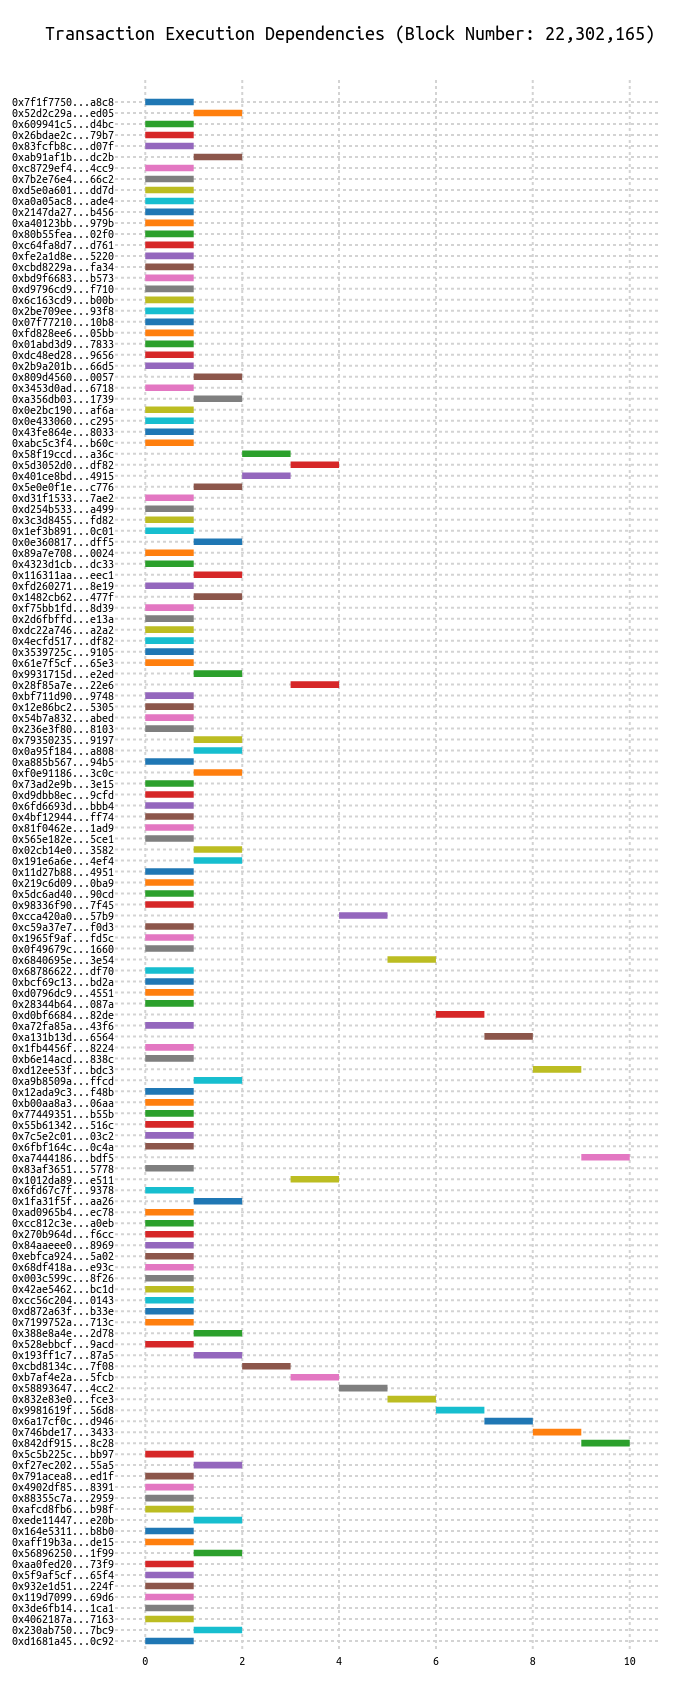 Transaction Execution Dependencies (Block Number: 22,302,165)
0x7f1f7750...a8c8
0x52d2c29a...ed05
0x609941c5...d4bc
0x26bdae2c...79b7
0x83fcfb8c...d07f
0xab91af1b...dc2b
0xc8729ef4...4cc9
0x7b2e76e4...66c2
0xd5e0a601...dd7d
0xa0a05ac8...ade4
0x2147da27...b456
0xa40123bb...979b
0x80b55fea...02f0
0xc64fa8d7...d761
0xfe2a1d8e...5220
0xcbd8229a...fa34
0xbd9f6683...b573
0xd9796cd9...f710
0x6c163cd9...b00b
0x2be709ee...93f8
0x07f77210...10b8
0xfd828ee6...05bb
0x01abd3d9...7833
0xdc48ed28...9656
0x2b9a201b...66d5
0x809d4560...0057
0x3453d0ad...6718
0xa356db03...1739
0x0e2bc190...af6a
0x0e433060...c295
0x43fe864e...8033
0xabc5c3f4...b60c
0x58f19ccd...a36c
0x5d3052d0...df82
0x401ce8bd...4915
0x5e0e0f1e...c776
0xd31f1533...7ae2
0xd254b533...a499
0x3c3d8455...fd82
0x1ef3b891...0c01
0x0e360817...dff5
0x89a7e708...0024
0x4323d1cb...dc33
0x116311aa...eec1
0xfd260271...8e19
0x1482cb62...477f
0xf75bb1fd...8d39
0x2d6fbffd...e13a
0xdc22a746...a2a2
0x4ecfd517...df82
0x3539725c...9105
0x61e7f5cf...65e3
0x9931715d...e2ed
0x28f85a7e...22e6
0xbf711d90...9748
0x12e86bc2...5305
0x54b7a832...abed
0x236e3f80...8103
0x79350235...9197
0x0a95f184...a808
0xa885b567...94b5
0xf0e91186...3c0c
0x73ad2e9b...3e15
0xd9dbb8ec...9cfd
0x6fd6693d...bbb4
0x4bf12944...ff74
0x81f0462e...1ad9
0x565e182e...5ce1
0x02cb14e0...3582
0x191e6a6e...4ef4
0x11d27b88...4951
0x219c6d09...0ba9
0x5dc6ad40...90cd
0x98336f90...7f45
0xcca420a0...57b9
0xc59a37e7...f0d3
0x1965f9af...fd5c
0x0f49679c...1660
0x6840695e...3e54
0x68786622...df70
0xbcf69c13...bd2a
0xd0796dc9...4551
0x28344b64...087a
0xd0bf6684...82de
0xa72fa85a...43f6
0xa131b13d...6564
0x1fb4456f...8224
0xb6e14acd...838c
0xd12ee53f...bdc3
0xa9b8509a...ffcd
0x12ada9c3...f48b
0xb00aa8a3...06aa
0x77449351...b55b
0x55b61342...516c
0x7c5e2c01...03c2
0x6fbf164c...0c4a
0xa7444186...bdf5
0x83af3651...5778
0x1012da89...e511
0x6fd67c7f...9378
0x1fa31f5f...aa26
0xad0965b4...ec78
0xcc812c3e...a0eb
0x270b964d...f6cc
0x84aaeee0...8969
0xebfca924...5a02
0x68df418a...e93c
0x003c599c...8f26
0x42ae5462...bc1d
0xcc56c204...0143
0xd872a63f...b33e
0x7199752a...713c
0x388e8a4e...2d78
0x528ebbcf...9acd
0x193ff1c7...87a5
0xcbd8134c...7f08
0xb7af4e2a...5fcb
0x58893647...4cc2
0x832e83e0...fce3
0x9981619f...56d8
0x6a17cf0c...d946
0x746bde17...3433
0x842df915...8c28
0x5c5b225c...bb97
0xf27ec202...55a5
0x791acea8...ed1f
0x4902df85...8391
0x88355c7a...2959
0xafcd8fb6...b98f
0xede11447...e20b
0x164e5311...b8b0
0xaff19b3a...de15
0x56896250...1f99
0xaa0fed20...73f9
0x5f9af5cf...65f4
0x932e1d51...224f
0x119d7099...69d6
0x3de6fb14...1ca1
0x4062187a...7163
0x230ab750...7bc9
0xd1681a45...0c92
0 2 4 6 8 10